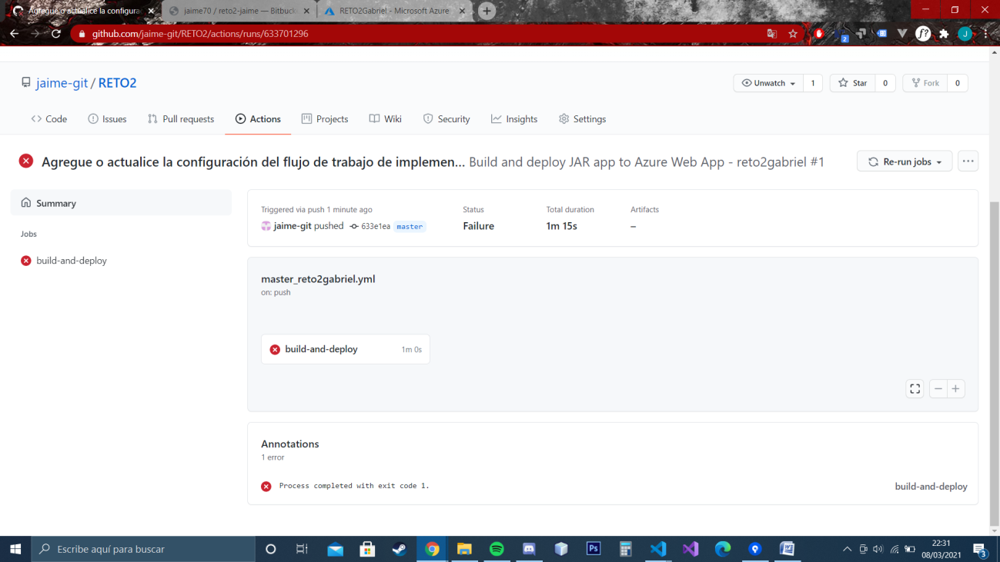 Agregue o actualice la configura
jaime70 / reto2-jaime — Bitbuck
RETO2Gabriel - Microsoft Azure
github.com/jaime-git/RETO2/actions/runs/633701296
2
f?
J
jaime-git / RETO2
Unwatch 1
Star 0
Fork 0
Code
Issues
Pull requests
Actions
Projects
Wiki
Security
Insights
Settings
Agregue o actualice la configuración del flujo de trabajo de implemen... Build and deploy JAR app to Azure Web App - reto2gabriel #1
Re-run jobs
Summary
Jobs
build-and-deploy
Triggered via push 1 minute ago
jaime-git pushed 633e1ea master
Status
Failure
Total duration
1m 15s
Artifacts
–
master_reto2gabriel.yml
on: push
build-and-deploy 1m 0s
Annotations
1 error
Process completed with exit code 1.
build-and-deploy
Escribe aquí para buscar
Ps
22:31
08/03/2021
3